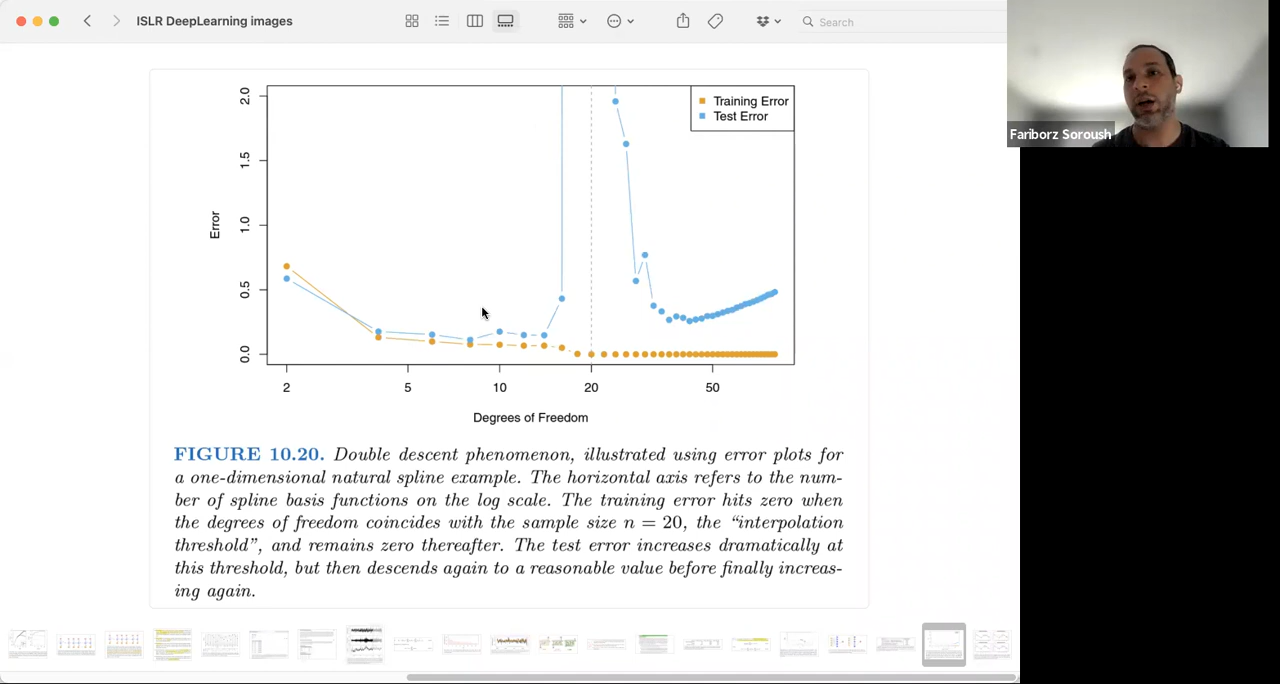 ISLR DeepLearning images
Search
Fariborz Soroush
2.0
1.5
1.0
0.5
0.0
Error
Training Error
Test Error
2 5 10 20 50
Degrees of Freedom
FIGURE 10.20. Double descent phenomenon, illustrated using error plots for
a one-dimensional natural spline example. The horizontal axis refers to the num-
ber of spline basis functions on the log scale. The training error hits zero when
the degrees of freedom coincides with the sample size n = 20, the “interpolation
threshold”, and remains zero thereafter. The test error increases dramatically at
this threshold, but then descends again to a reasonable value before finally increas-
ing again.